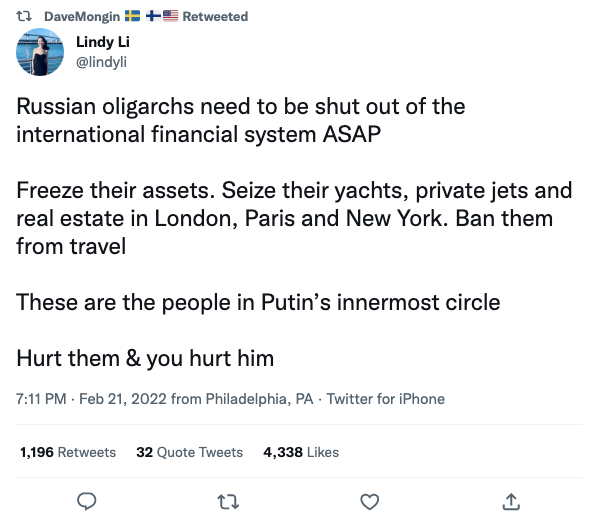 DaveMongin 🇸🇪 🇫🇮🇺🇸 Retweeted
Lindy Li
@lindyli
Russian oligarchs need to be shut out of the
international financial system ASAP
Freeze their assets. Seize their yachts, private jets and
real estate in London, Paris and New York. Ban them
from travel
These are the people in Putin’s innermost circle
Hurt them & you hurt him
7:11 PM · Feb 21, 2022 from Philadelphia, PA · Twitter for iPhone
1,196 Retweets 32 Quote Tweets 4,338 Likes